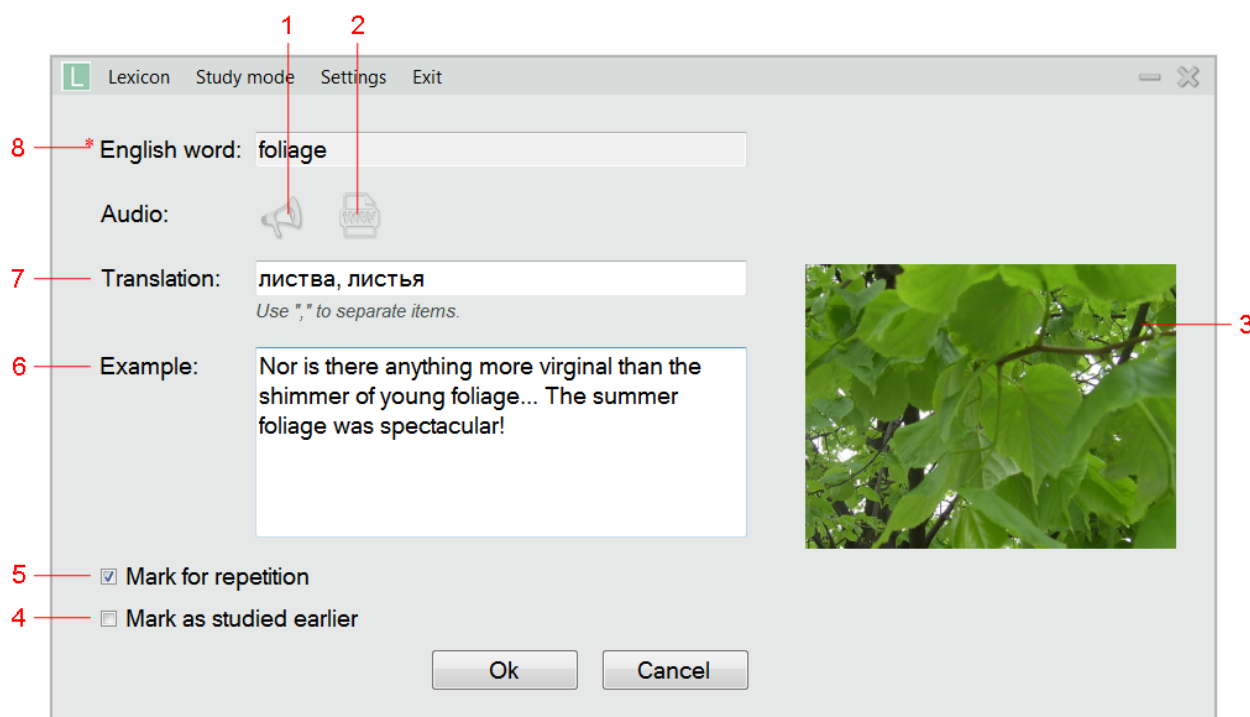 1 2
L Lexicon Study mode Settings Exit
8 * English word: foliage
Audio: WAV
7 Translation: листва, листья
Use "," to separate items.
3
6 Example: Nor is there anything more virginal than the
shimmer of young foliage... The summer
foliage was spectacular!
5 Mark for repetition
4 Mark as studied earlier
Ok Cancel